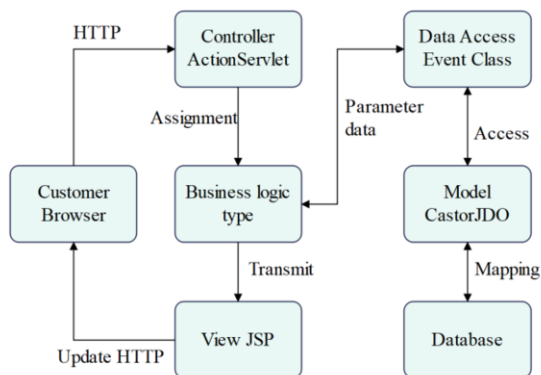 HTTP
Controller
ActionServlet
Data Access
Event Class
Assignment
Parameter
data
Access
Customer
Browser
Business logic
type
Model
CastorJDO
Transmit
Mapping
Update HTTP
View JSP
Database